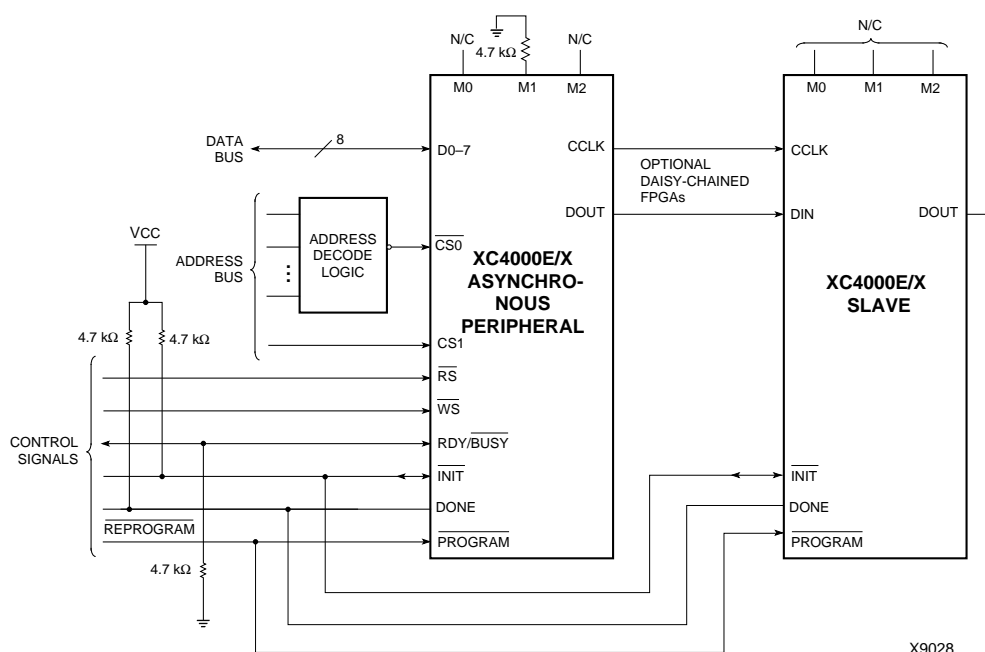 N/C
4.7 kΩ
N/C
N/C
M0
M1
M2
M0
M1
M2
DATA
BUS
8
D0–7
CCLK
CCLK
OPTIONAL
DAISY-CHAINED
FPGAs
DOUT
DIN
DOUT
VCC
ADDRESS
BUS
ADDRESS
DECODE
LOGIC
CS0
XC4000E/X
ASYNCHRO-
NOUS
PERIPHERAL
XC4000E/X
SLAVE
4.7 kΩ
4.7 kΩ
CS1
RS
WS
CONTROL
SIGNALS
RDY/BUSY
INIT
INIT
DONE
DONE
REPROGRAM
PROGRAM
PROGRAM
4.7 kΩ
X9028